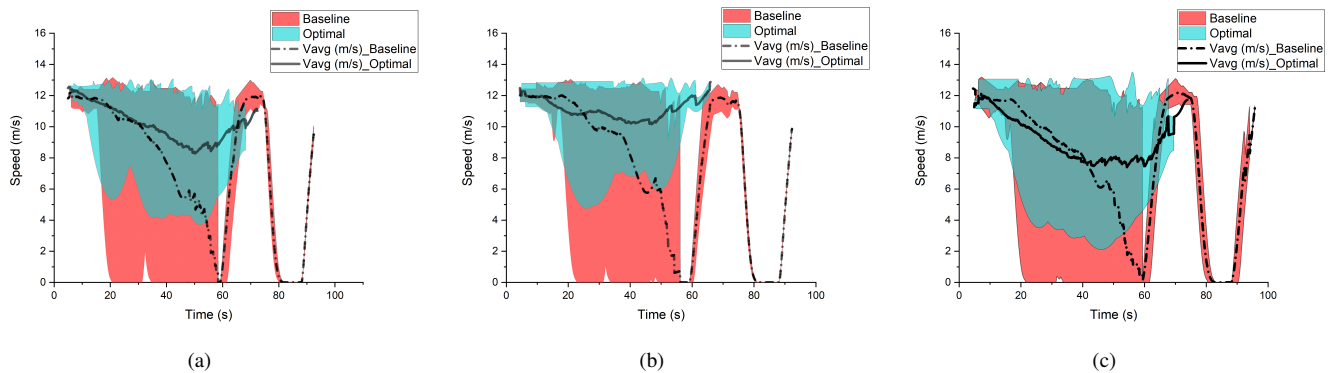 Baseline
Optimal
Vavg (m/s)_Baseline
Vavg (m/s)_Optimal
16
14
12
10
8
6
4
2
0
Speed (m/s)
0 20 40 60 80 100
Time (s)
(a)
Baseline
Optimal
Vavg (m/s)_Baseline
Vavg (m/s)_Optimal
16
14
12
10
8
6
4
2
0
Speed (m/s)
0 20 40 60 80 100
Time (s)
(b)
Baseline
Optimal
Vavg (m/s)_Baseline
Vavg (m/s)_Optimal
16
14
12
10
8
6
4
2
0
Speed (m/s)
0 20 40 60 80 100
Time (s)
(c)